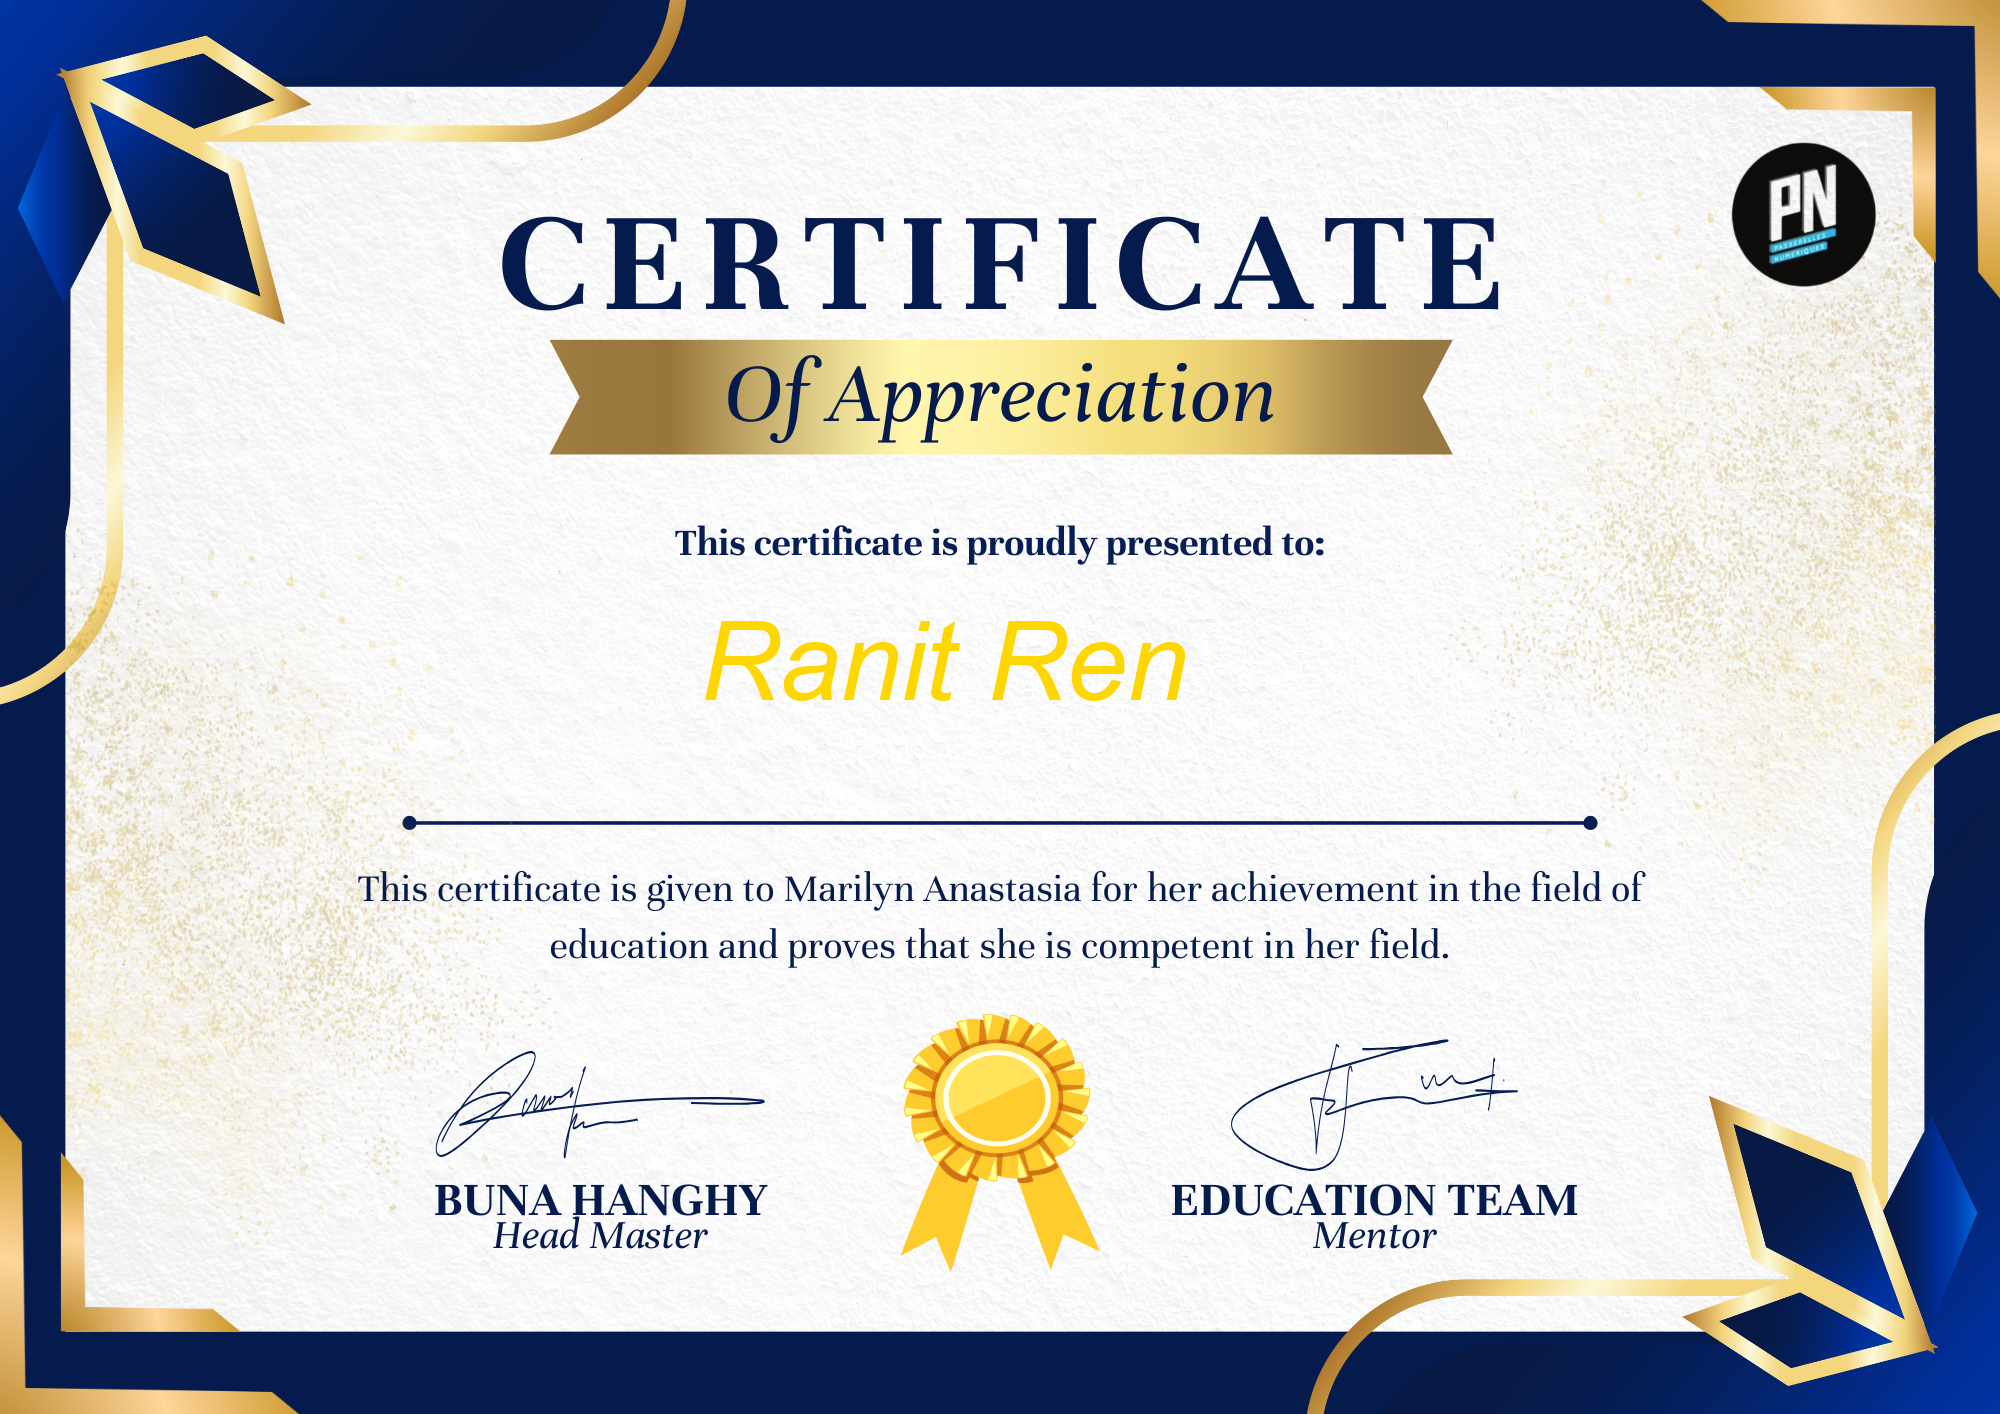 PN
PASSERELLES
NUMERIQUES
CERTIFICATE
Of Appreciation
This certificate is proudly presented to:
Ranit Ren
This certificate is given to Marilyn Anastasia for her achievement in the field of
education and proves that she is competent in her field.
BUNA HANGHY
Head Master
EDUCATION TEAM
Mentor